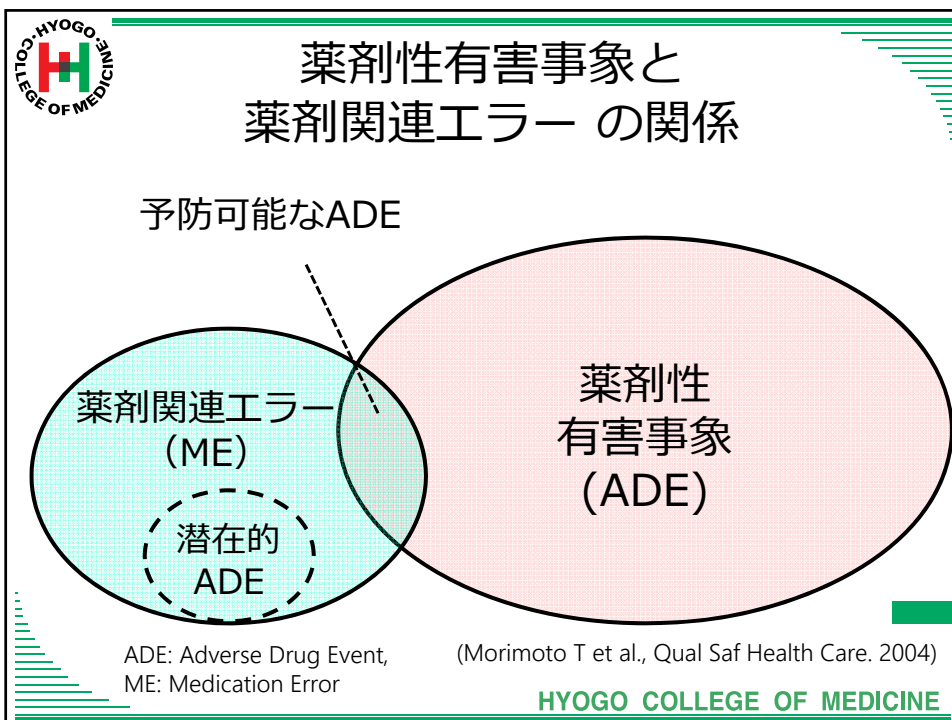 HYOGO COLLEGE OF MEDICINE
薬剤性有害事象と
薬剤関連エラー の関係
予防可能なADE
薬剤関連エラー
(ME)
潜在的
ADE
薬剤性
有害事象
(ADE)
ADE: Adverse Drug Event,
ME: Medication Error
(Morimoto T et al., Qual Saf Health Care. 2004)
HYOGO COLLEGE OF MEDICINE